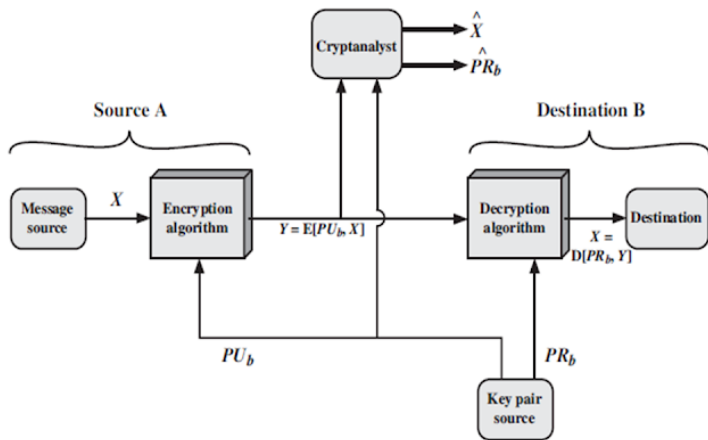 Cryptanalyst
X̂
P̂R_b
Source A
Destination B
Message
source
X
Encryption
algorithm
Y = E[PU_b, X]
Decryption
algorithm
X =
D[PR_b, Y]
Destination
PU_b
PR_b
Key pair
source